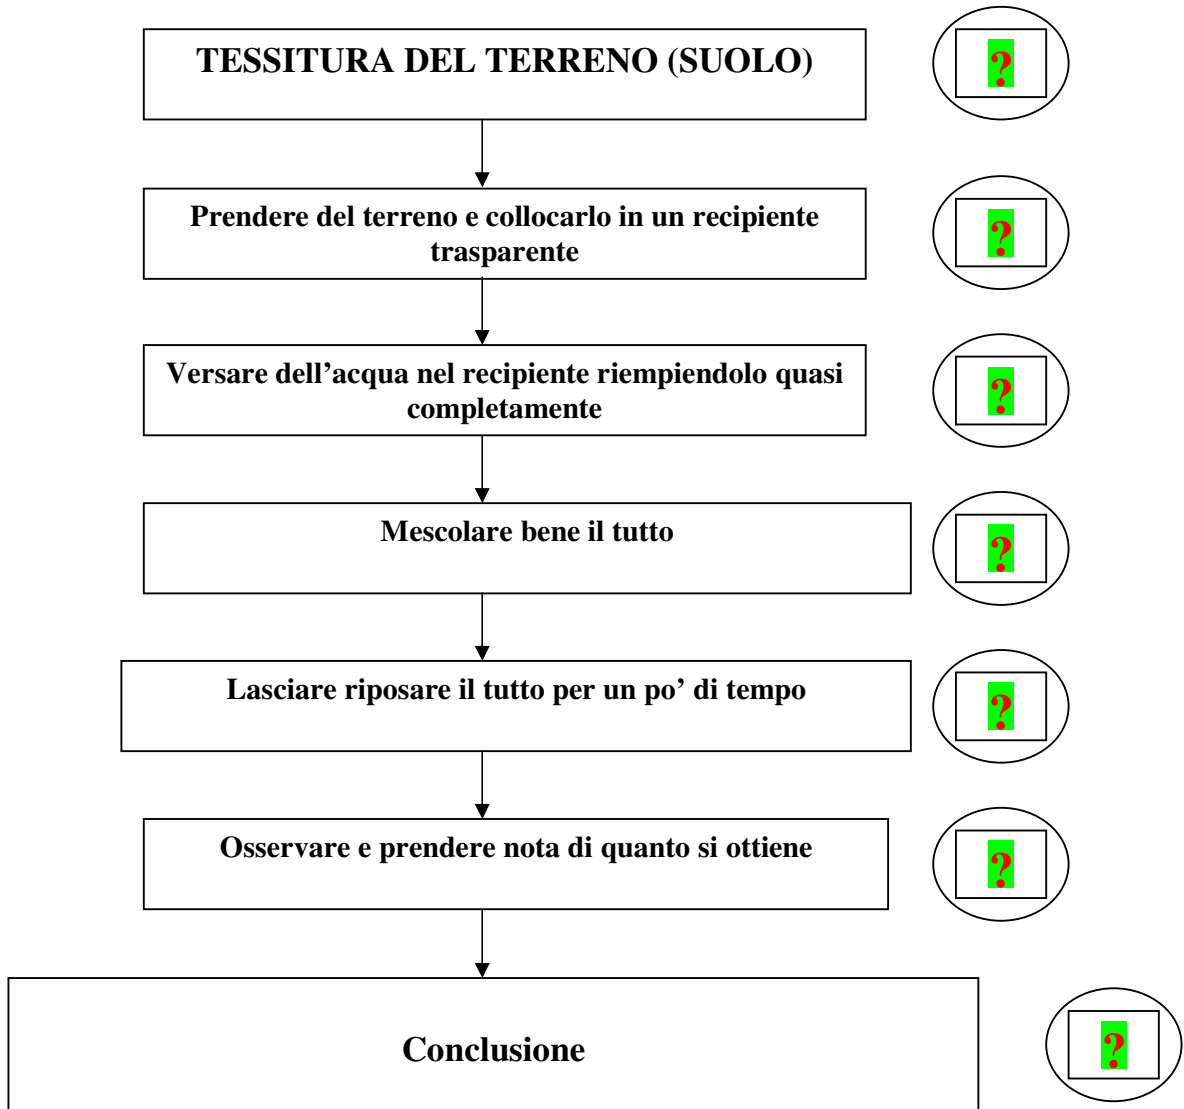 TESSITURA DEL TERRENO (SUOLO)
?
Prendere del terreno e collocarlo in un recipiente
trasparente
?
Versare dell’acqua nel recipiente riempiendolo quasi
completamente
?
Mescolare bene il tutto
?
Lasciare riposare il tutto per un po’ di tempo
?
Osservare e prendere nota di quanto si ottiene
?
Conclusione
?